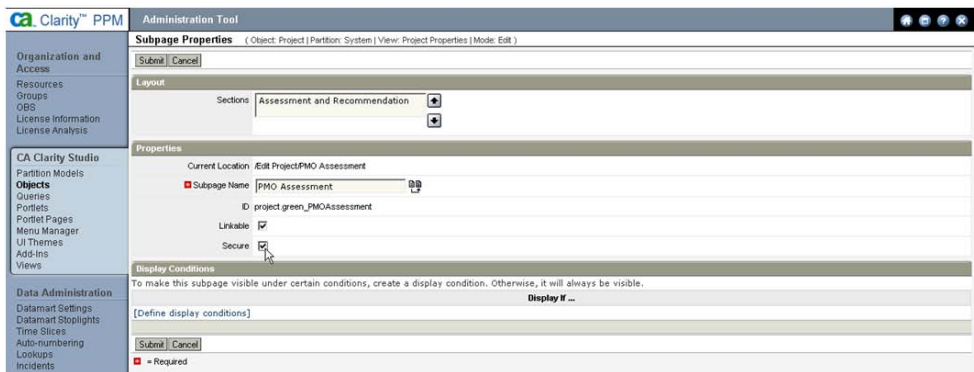 ca. Clarity™ PPM
Administration Tool
Subpage Properties ( Object: Project | Partition: System | View: Project Properties | Mode: Edit )
Submit Cancel
Organization and
Access
Resources
Groups
OBS
License Information
License Analysis
CA Clarity Studio
Partition Models
Objects
Queries
Portlets
Portlet Pages
Menu Manager
UI Themes
Add-Ins
Views
Data Administration
Datamart Settings
Datamart Stoplights
Time Slices
Auto-numbering
Lookups
Incidents
Layout
Sections Assessment and Recommendation
Properties
Current Location /Edit Project/PMO Assessment
Subpage Name PMO Assessment
ID project.green_PMOAssessment
Linkable
Secure
Display Conditions
To make this subpage visible under certain conditions, create a display condition. Otherwise, it will always be visible.
Display If ...
[Define display conditions]
Submit Cancel
= Required